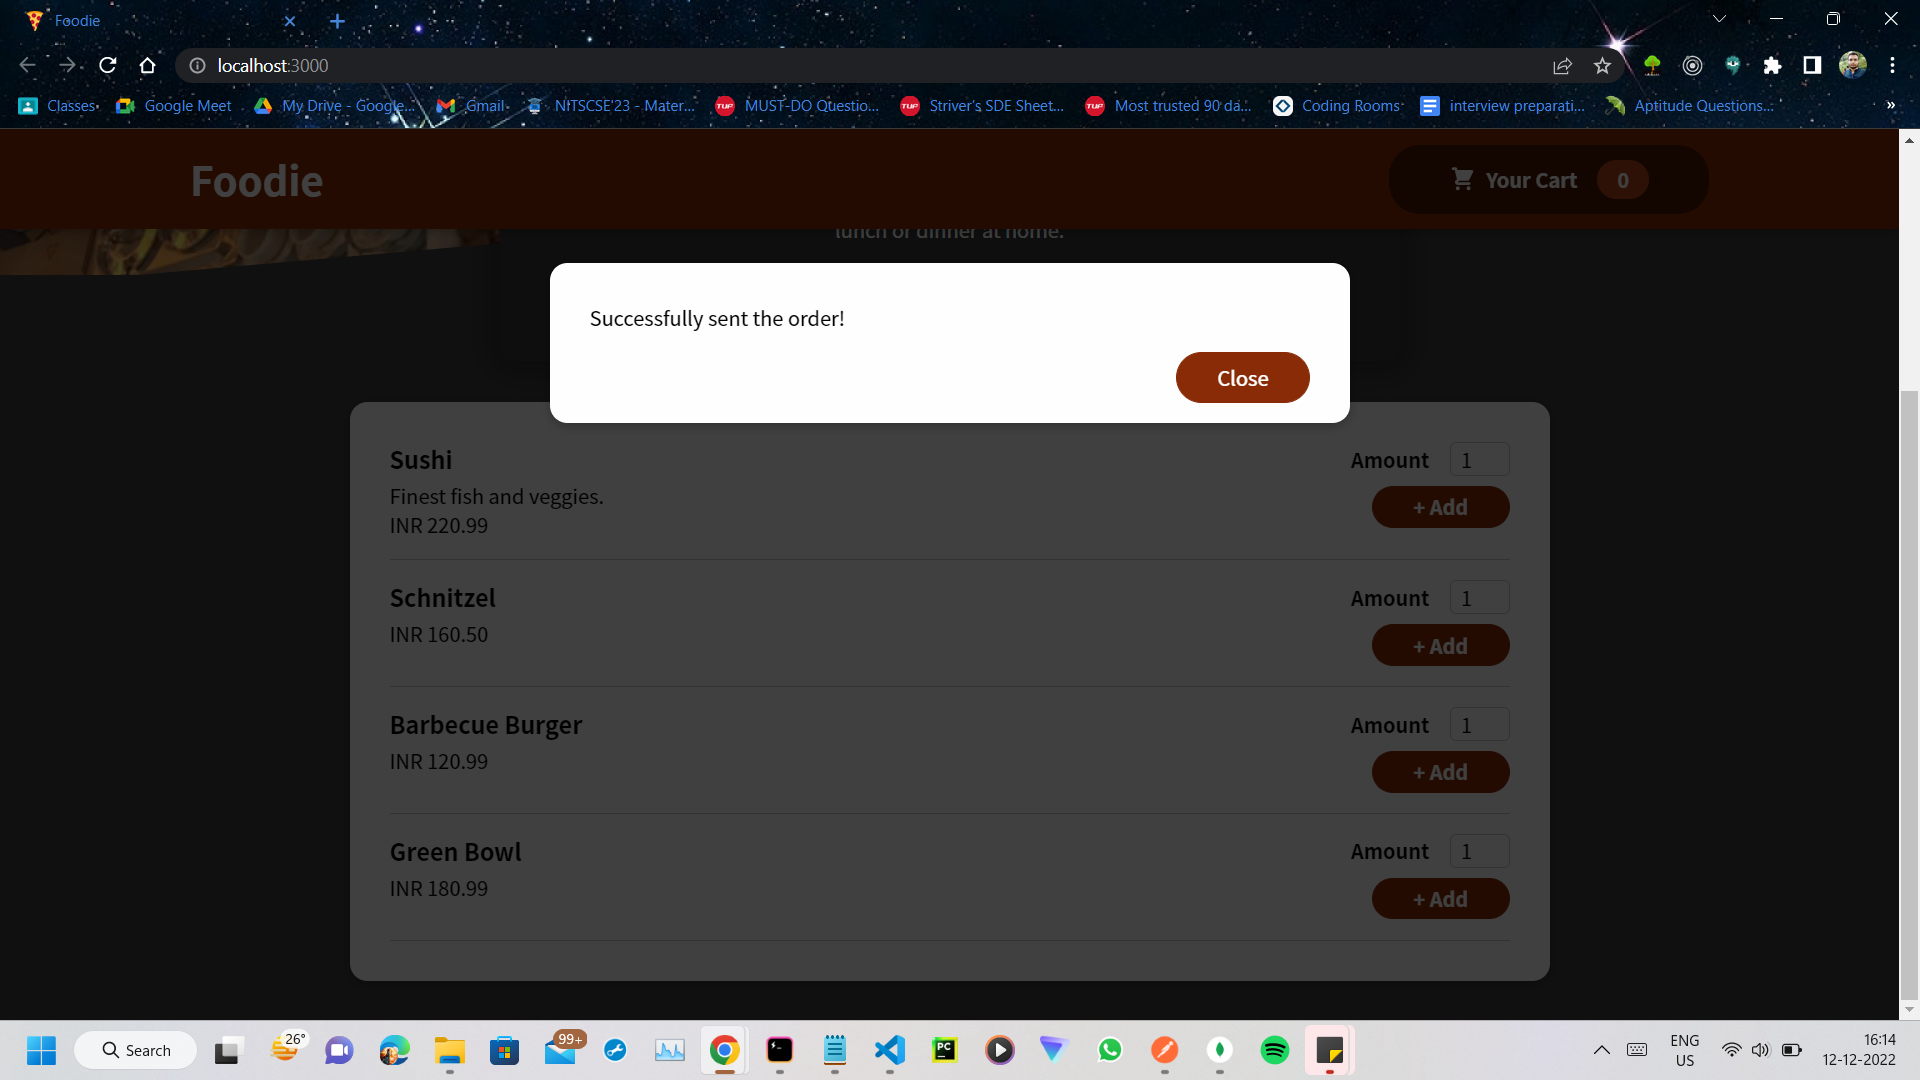 Foodie
localhost:3000
Classes
Google Meet
My Drive - Google...
Gmail
NITSCSE'23 - Mater...
MUST-DO Questio...
Striver's SDE Sheet...
Most trusted 90 da...
Coding Rooms
interview preparati...
Aptitude Questions...
»
Foodie
Your Cart
0
lunch or dinner at home.
Successfully sent the order!
Close
Sushi
Finest fish and veggies.
INR 220.99
Amount 1
+ Add
Schnitzel
INR 160.50
Amount 1
+ Add
Barbecue Burger
INR 120.99
Amount 1
+ Add
Green Bowl
INR 180.99
Amount 1
+ Add
Search
26°
99+
PC
ENG
US
16:14
12-12-2022